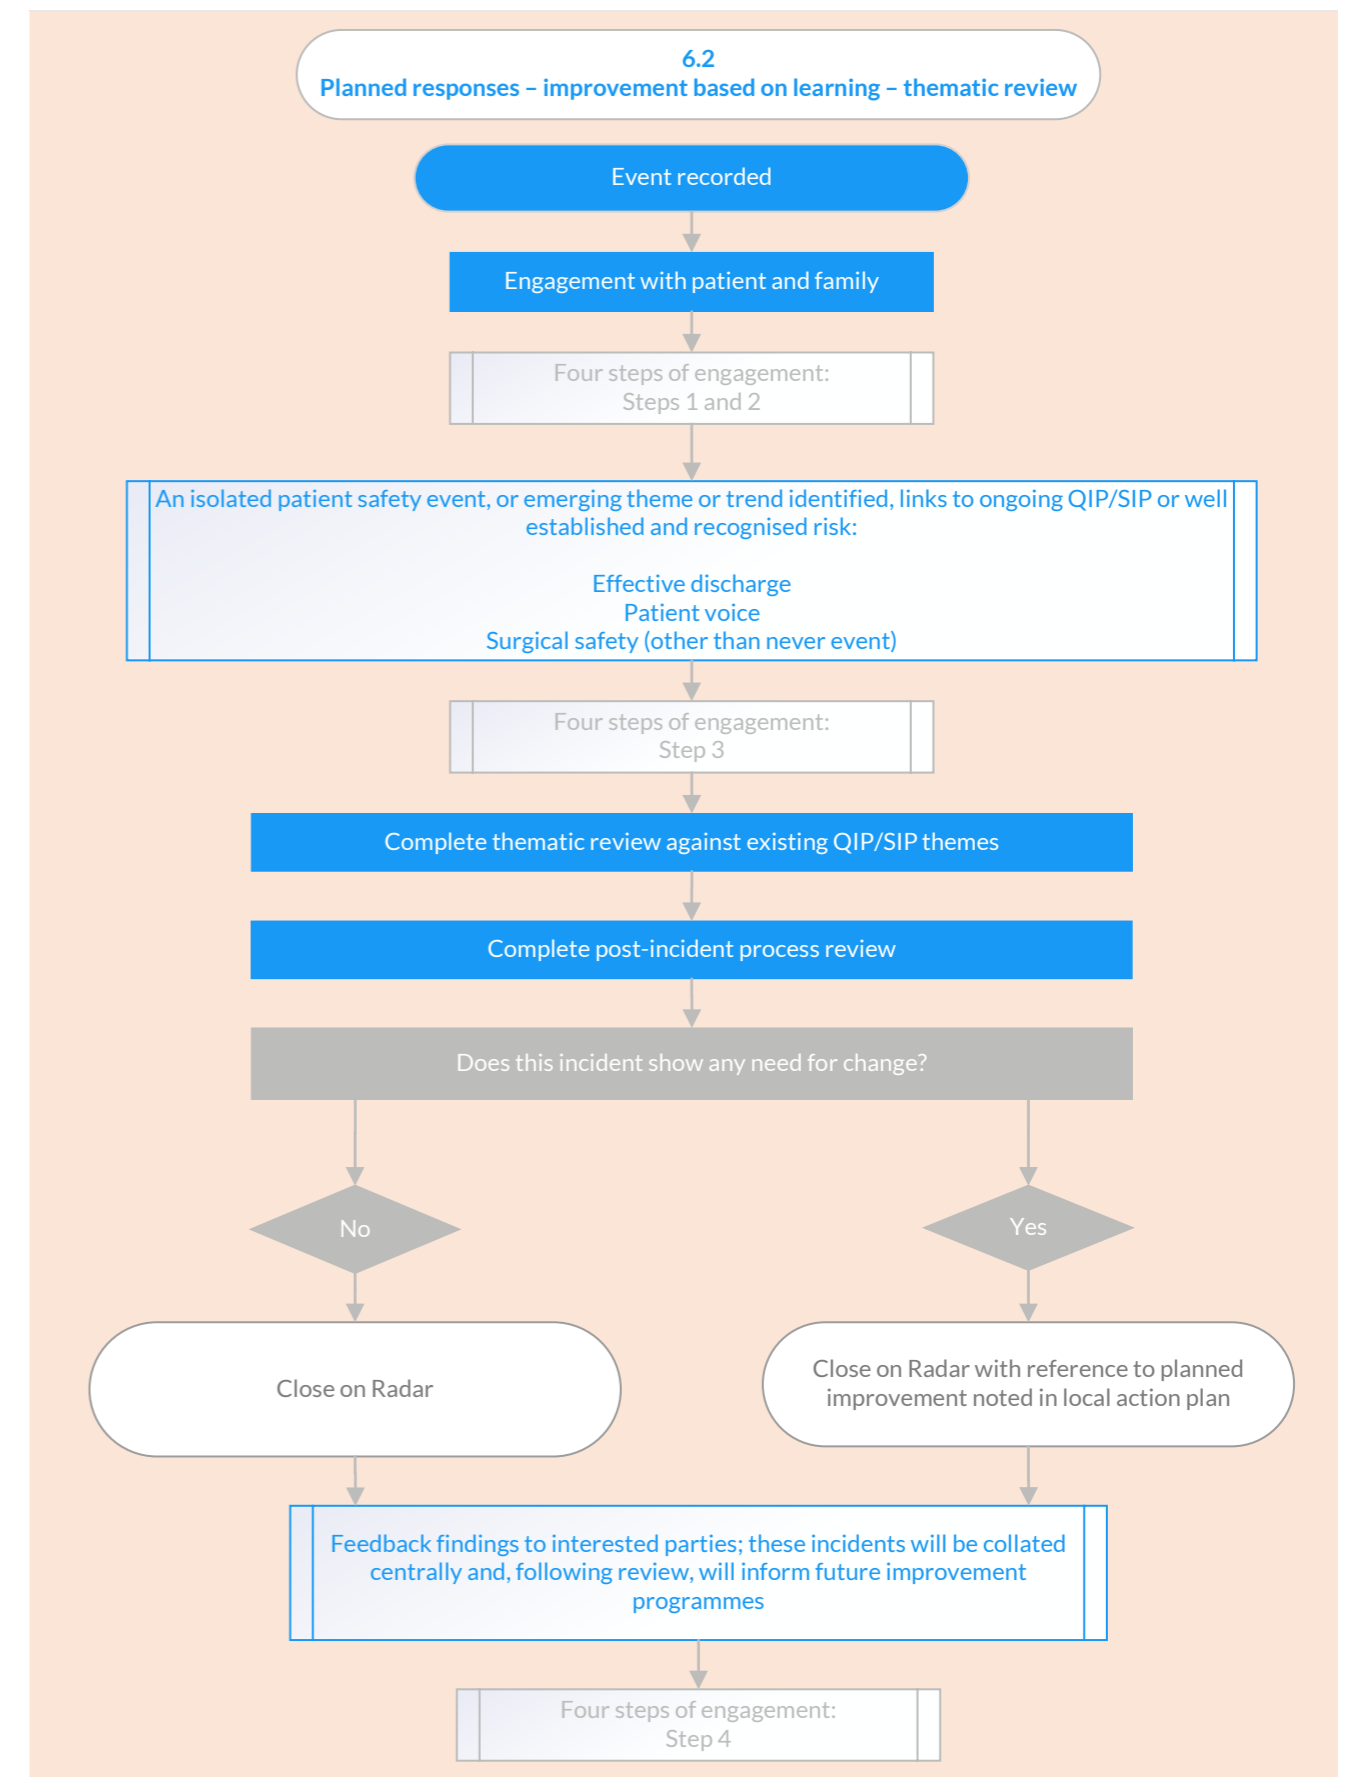 6.2
Planned responses – improvement based on learning – thematic review
Event recorded
Engagement with patient and family
Four steps of engagement:
Steps 1 and 2
An isolated patient safety event, or emerging theme or trend identified, links to ongoing QIP/SIP or well
established and recognised risk:
Effective discharge
Patient voice
Surgical safety (other than never event)
Four steps of engagement:
Step 3
Complete thematic review against existing QIP/SIP themes
Complete post-incident process review
Does this incident show any need for change?
No
Yes
Close on Radar
Close on Radar with reference to planned
improvement noted in local action plan
Feedback findings to interested parties; these incidents will be collated
centrally and, following review, will inform future improvement
programmes
Four steps of engagement:
Step 4